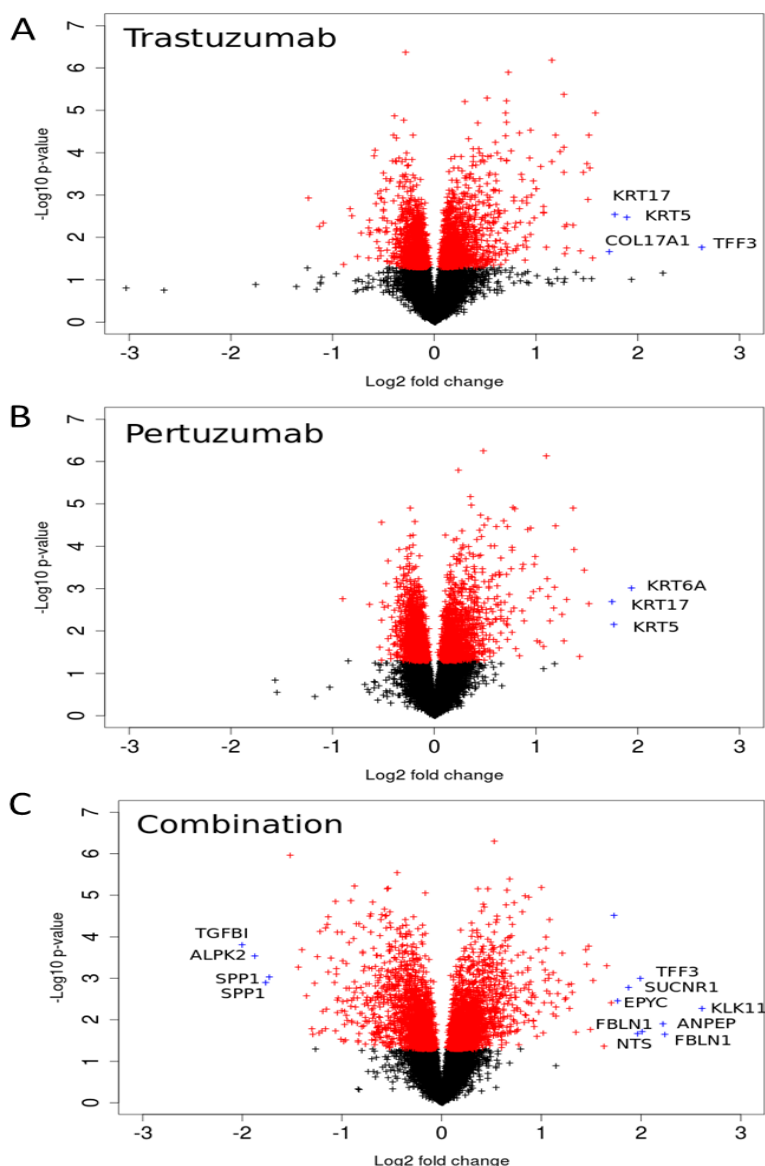 A
Trastuzumab
7
6
5
4
3
2
1
0
-Log10 p-value
KRT17
KRT5
COL17A1
TFF3
-3 -2 -1 0 1 2 3
Log2 fold change
B
Pertuzumab
7
6
5
4
3
2
1
0
-Log10 p-value
KRT6A
KRT17
KRT5
-3 -2 -1 0 1 2 3
Log2 fold change
C
Combination
7
6
5
4
3
2
1
0
-Log10 p-value
TGFBI
ALPK2
SPP1
SPP1
TFF3
SUCNR1
EPYC
KLK11
FBLN1
ANPEP
NTS
FBLN1
-3 -2 -1 0 1 2 3
Log2 fold change